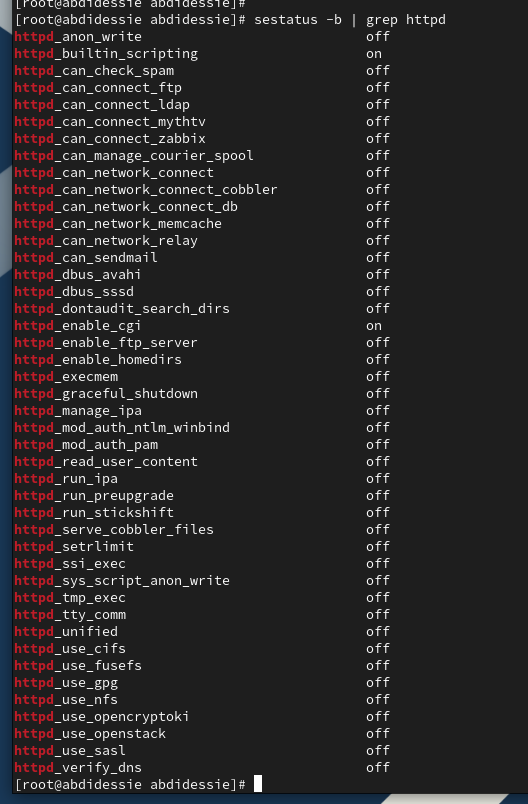 [root@abdidessie abdidessie]#
[root@abdidessie abdidessie]# sestatus -b | grep httpd
httpd_anon_write off
httpd_builtin_scripting on
httpd_can_check_spam off
httpd_can_connect_ftp off
httpd_can_connect_ldap off
httpd_can_connect_mythtv off
httpd_can_connect_zabbix off
httpd_can_manage_courier_spool off
httpd_can_network_connect off
httpd_can_network_connect_cobbler off
httpd_can_network_connect_db off
httpd_can_network_memcache off
httpd_can_network_relay off
httpd_can_sendmail off
httpd_dbus_avahi off
httpd_dbus_sssd off
httpd_dontaudit_search_dirs off
httpd_enable_cgi on
httpd_enable_ftp_server off
httpd_enable_homedirs off
httpd_execmem off
httpd_graceful_shutdown off
httpd_manage_ipa off
httpd_mod_auth_ntlm_winbind off
httpd_mod_auth_pam off
httpd_read_user_content off
httpd_run_ipa off
httpd_run_preupgrade off
httpd_run_stickshift off
httpd_serve_cobbler_files off
httpd_setrlimit off
httpd_ssi_exec off
httpd_sys_script_anon_write off
httpd_tmp_exec off
httpd_tty_comm off
httpd_unified off
httpd_use_cifs off
httpd_use_fusefs off
httpd_use_gpg off
httpd_use_nfs off
httpd_use_opencryptoki off
httpd_use_openstack off
httpd_use_sasl off
httpd_verify_dns off
[root@abdidessie abdidessie]#